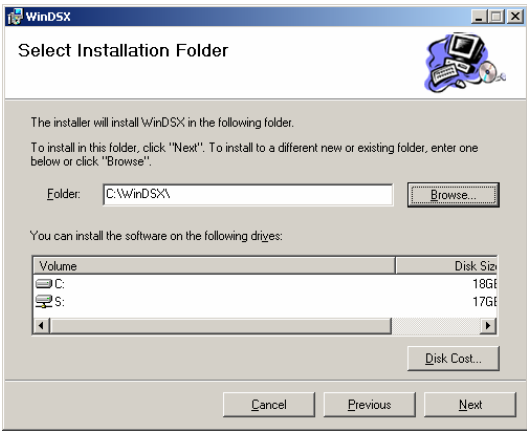 WinDSX
Select Installation Folder
The installer will install WinDSX in the following folder.
To install in this folder, click "Next". To install to a different new or existing folder, enter one
below or click "Browse".
Folder: C:\WinDSX\ Browse...
You can install the software on the following drives:
Volume Disk Siz
C: 18GB
S: 17GB
Disk Cost...
Cancel Previous Next